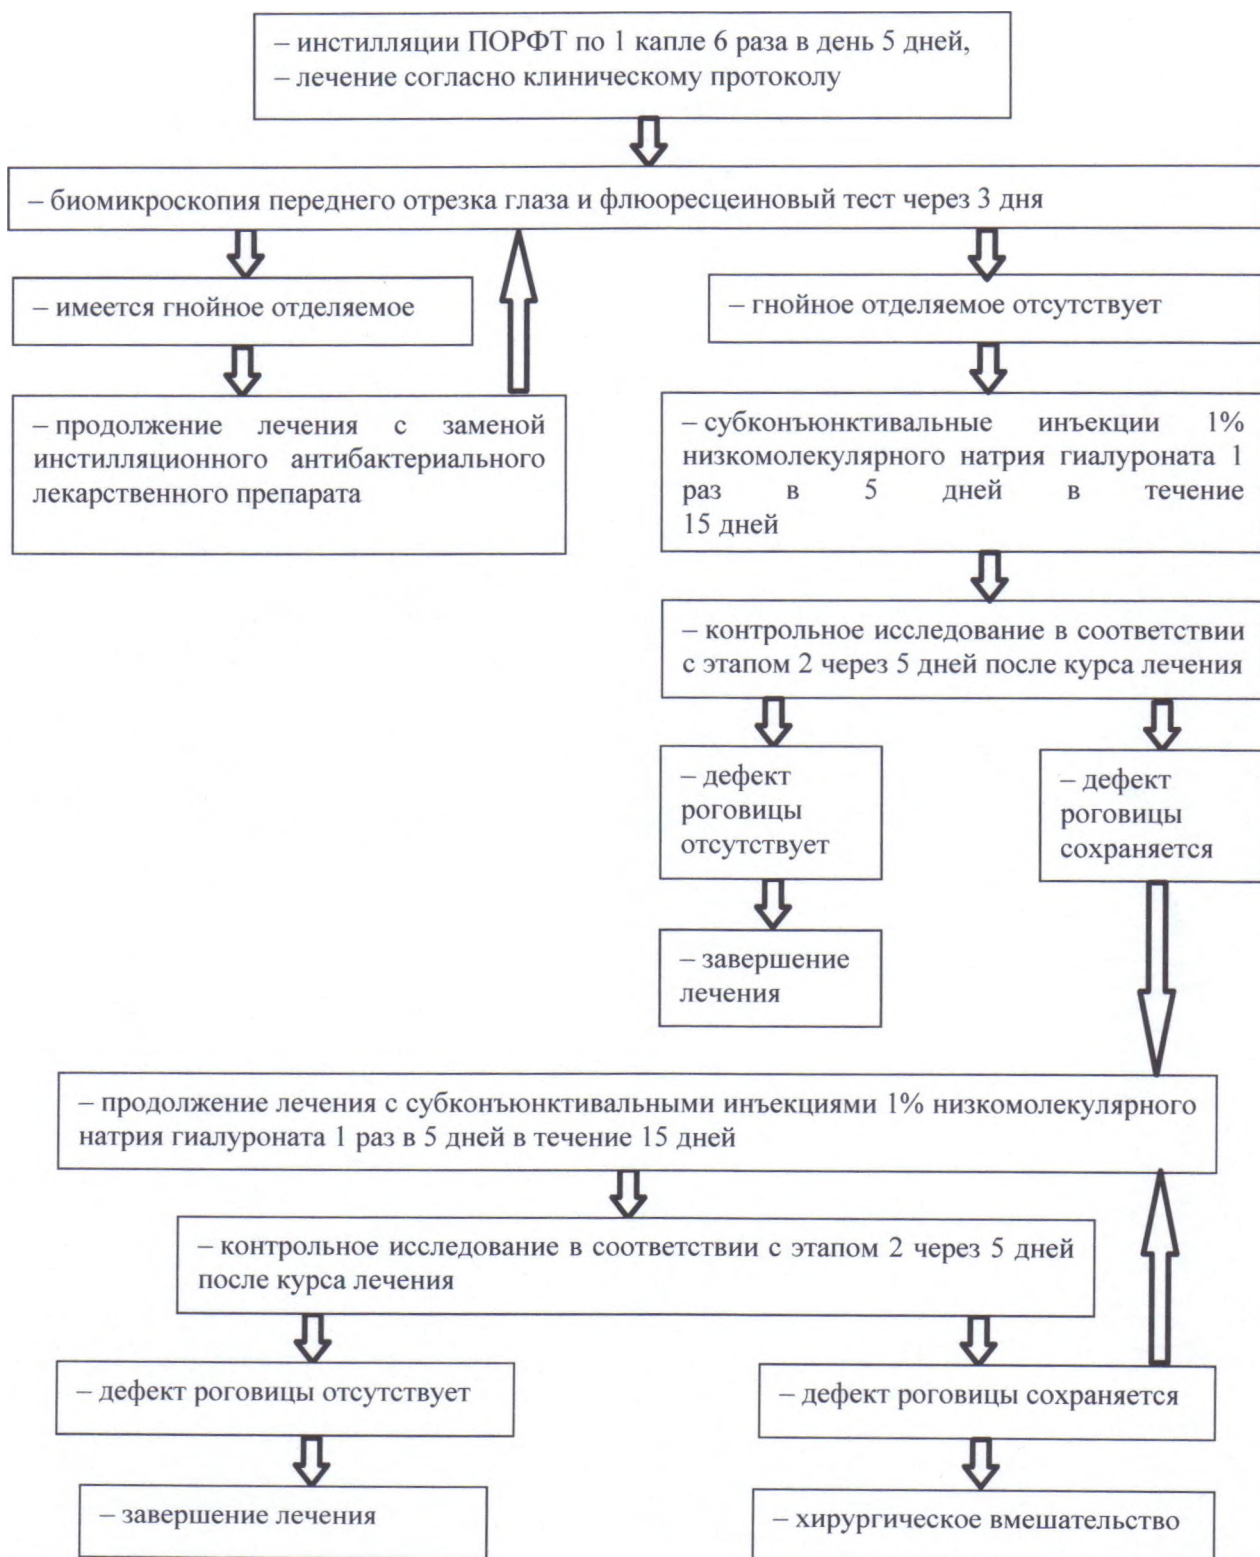 – инстилляции ПОРФТ по 1 капле 6 раза в день 5 дней,
– лечение согласно клиническому протоколу
– биомикроскопия переднего отрезка глаза и флюоресцеиновый тест через 3 дня
– имеется гнойное отделяемое
– гнойное отделяемое отсутствует
– продолжение лечения с заменой
инстилляционного антибактериального
лекарственного препарата
– субконъюнктивальные инъекции 1%
низкомолекулярного натрия гиалуроната 1
раз в 5 дней в течение
15 дней
– контрольное исследование в соответствии
с этапом 2 через 5 дней после курса лечения
– дефект
роговицы
отсутствует
– дефект
роговицы
сохраняется
– завершение
лечения
– продолжение лечения с субконъюнктивальными инъекциями 1% низкомолекулярного
натрия гиалуроната 1 раз в 5 дней в течение 15 дней
– контрольное исследование в соответствии с этапом 2 через 5 дней
после курса лечения
– дефект роговицы отсутствует
– дефект роговицы сохраняется
– завершение лечения
– хирургическое вмешательство